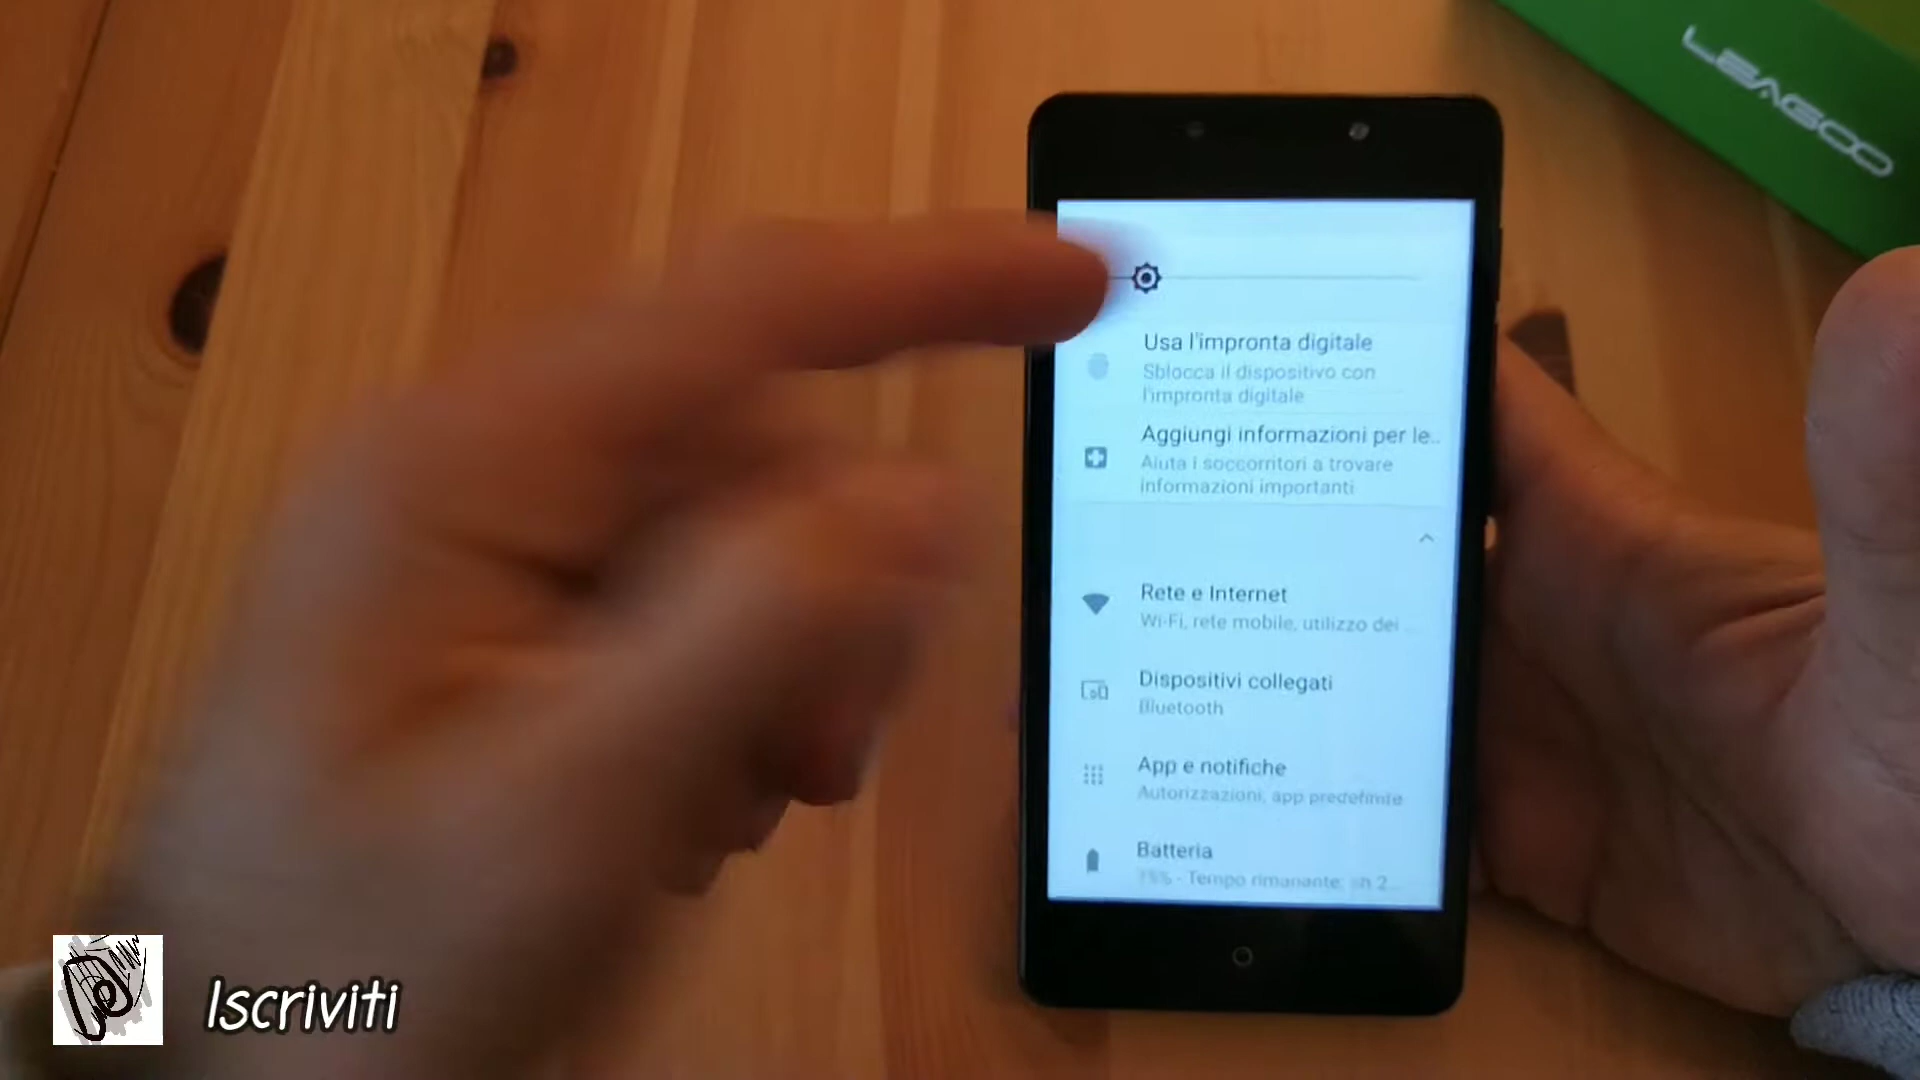 LEAGOO
Usa l'impronta digitale
Sblocca il dispositivo con
l'impronta digitale
Aggiungi informazioni per le..
Aiuta i soccorritori a trovare
informazioni importanti
Rete e Internet
Wi-Fi, rete mobile, utilizzo dei ...
Dispositivi collegati
Bluetooth
App e notifiche
Autorizzazioni, app predefinite
Batteria
- Tempo rimanente:
Iscriviti